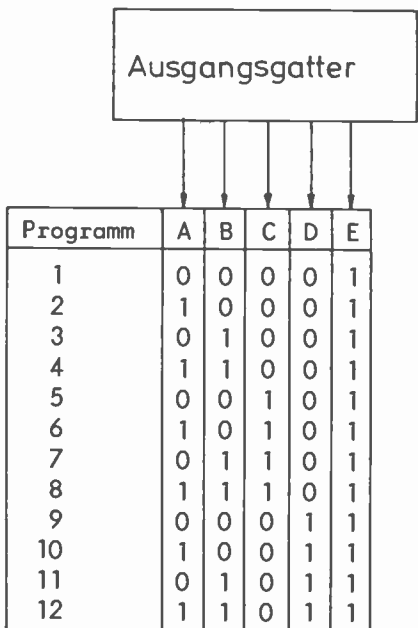 Ausgangsgatter
Programm A B C D E
1 0 0 0 0 1
2 1 0 0 0 1
3 0 1 0 0 1
4 1 1 0 0 1
5 0 0 1 0 1
6 1 0 1 0 1
7 0 1 1 0 1
8 1 1 1 0 1
9 0 0 0 1 1
10 1 0 0 1 1
11 0 1 0 1 1
12 1 1 0 1 1